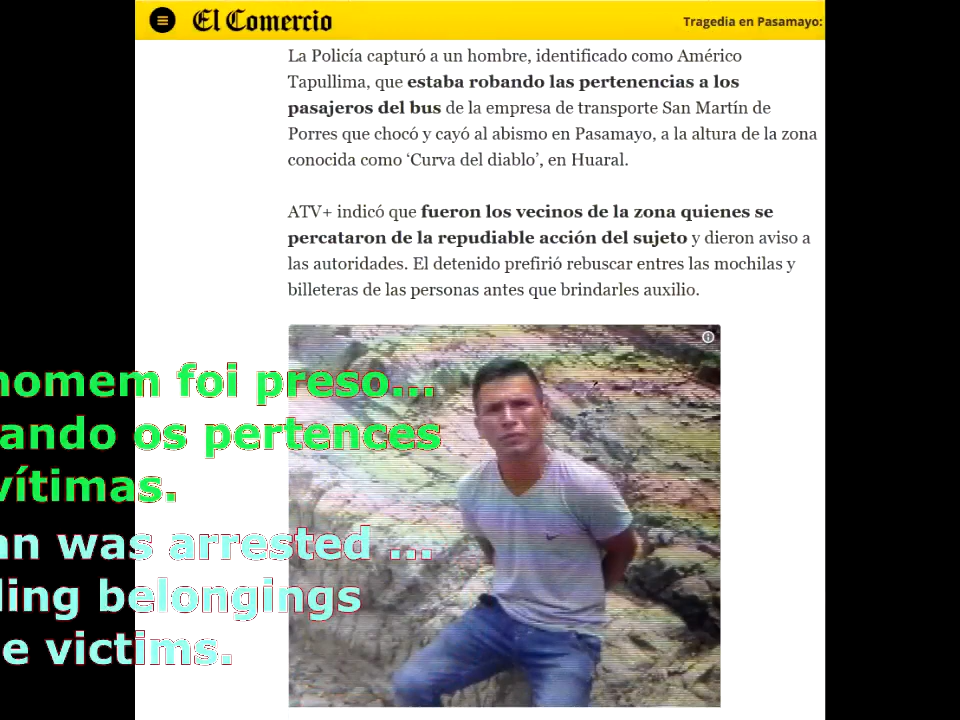 El Comercio
Tragedia en Pasamayo:
La Policía capturó a un hombre, identificado como Américo
Tapullima, que estaba robando las pertenencias a los
pasajeros del bus de la empresa de transporte San Martín de
Porres que chocó y cayó al abismo en Pasamayo, a la altura de la zona
conocida como ‘Curva del diablo’, en Huaral.
ATV+ indicó que fueron los vecinos de la zona quienes se
percataron de la repudiable acción del sujeto y dieron aviso a
las autoridades. El detenido prefirió rebuscar entres las mochilas y
billeteras de las personas antes que brindarles auxilio.
homem foi preso...
ando os pertences
vítimas.
an was arrested ...
ling belongings
e victims.